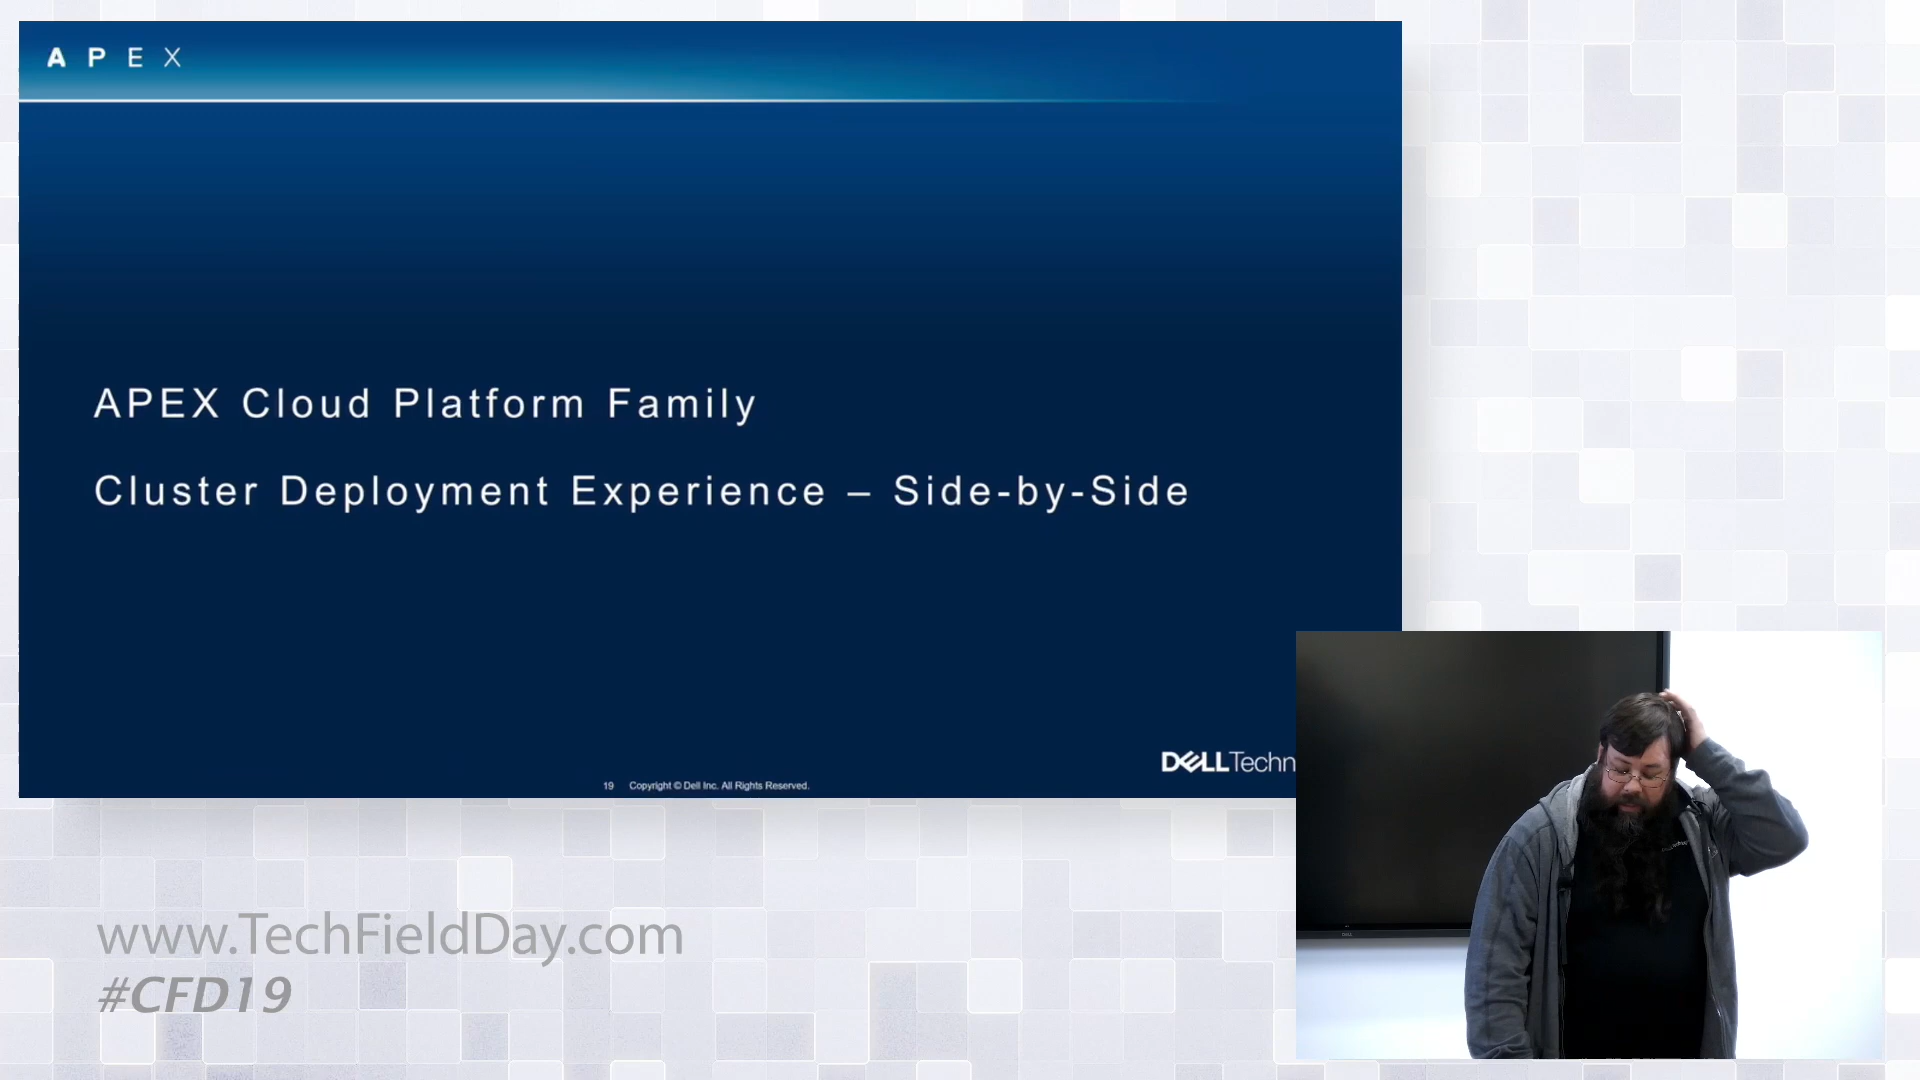 APEX
APEX Cloud Platform Family
Cluster Deployment Experience – Side-by-Side
DELLTechn
19 Copyright © Dell Inc. All Rights Reserved.
www.TechFieldDay.com
#CFD19
DELL